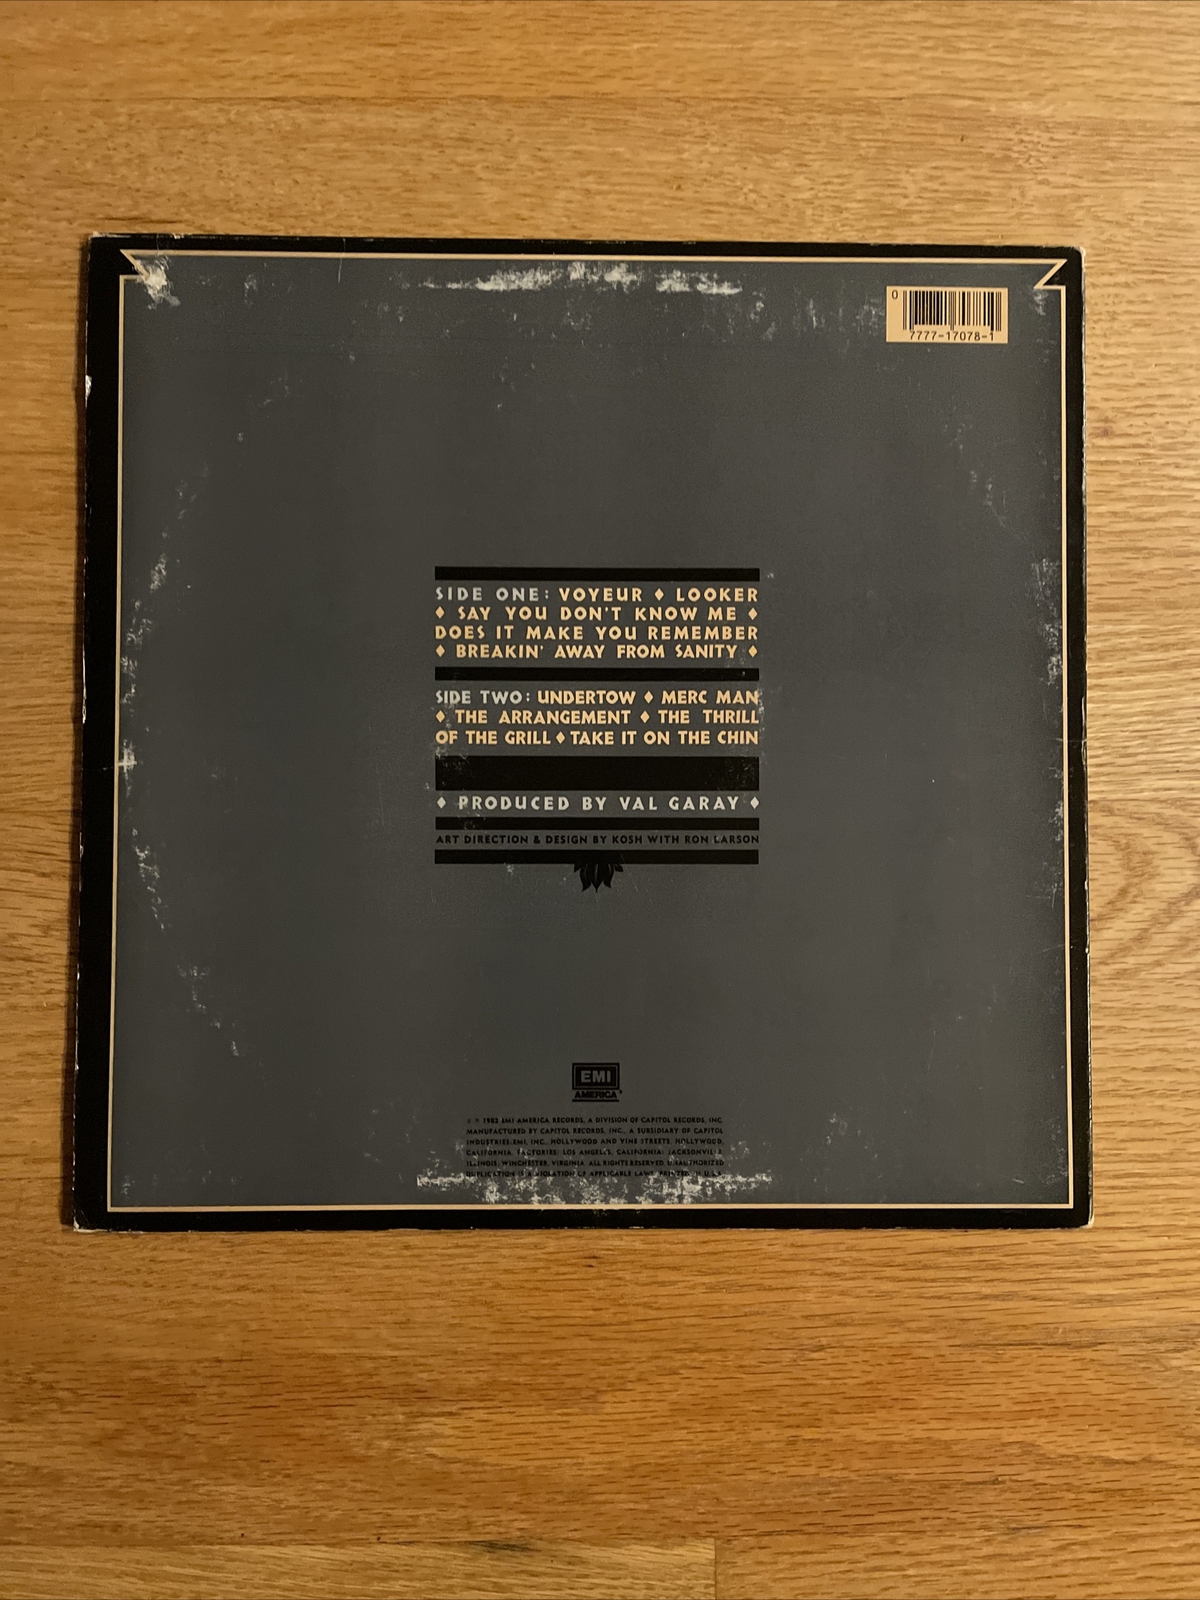 0
7777-17078-1
SIDE ONE: VOYEUR ♦ LOOKER
♦ SAY YOU DON'T KNOW ME ♦
DOES IT MAKE YOU REMEMBER
♦ BREAKIN' AWAY FROM SANITY ♦
SIDE TWO: UNDERTOW ♦ MERC MAN
♦ THE ARRANGEMENT ♦ THE THRILL
OF THE GRILL ♦ TAKE IT ON THE CHIN
♦ PRODUCED BY VAL GARAY ♦
ART DIRECTION & DESIGN BY KOSH WITH RON LARSON
EMI
AMERICA
© ℗ 1982 EMI AMERICA RECORDS, A DIVISION OF CAPITOL RECORDS, INC.
MANUFACTURED BY CAPITOL RECORDS, INC., A SUBSIDIARY OF CAPITOL
INDUSTRIES-EMI, INC., HOLLYWOOD AND VINE STREETS, HOLLYWOOD,
CALIFORNIA. FACTORIES: LOS ANGELES, CALIFORNIA; JACKSONVILLE,
ILLINOIS; WINCHESTER, VIRGINIA. ALL RIGHTS RESERVED. UNAUTHORIZED
DUPLICATION IS A VIOLATION OF APPLICABLE LAWS. PRINTED IN U.S.A.